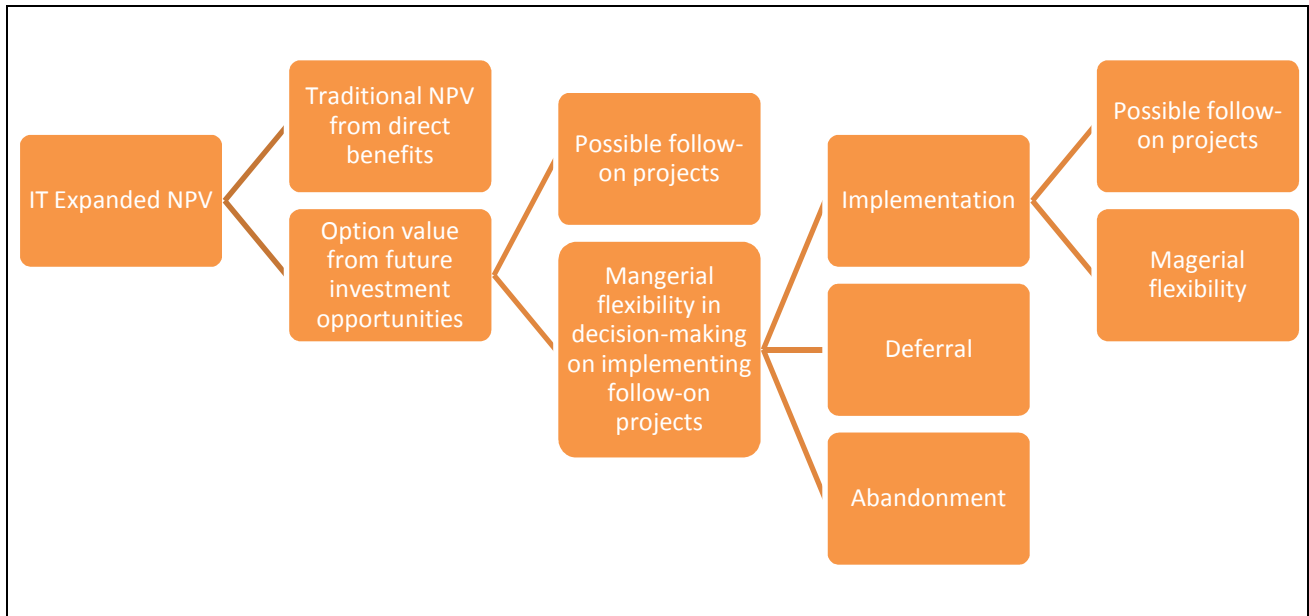 IT Expanded NPV
Traditional NPV
from direct
benefits
Option value
from future
investment
opportunities
Possible follow-
on projects
Mangerial
flexibility in
decision-making
on implementing
follow-on
projects
Implementation
Deferral
Abandonment
Possible follow-
on projects
Magerial
flexibility